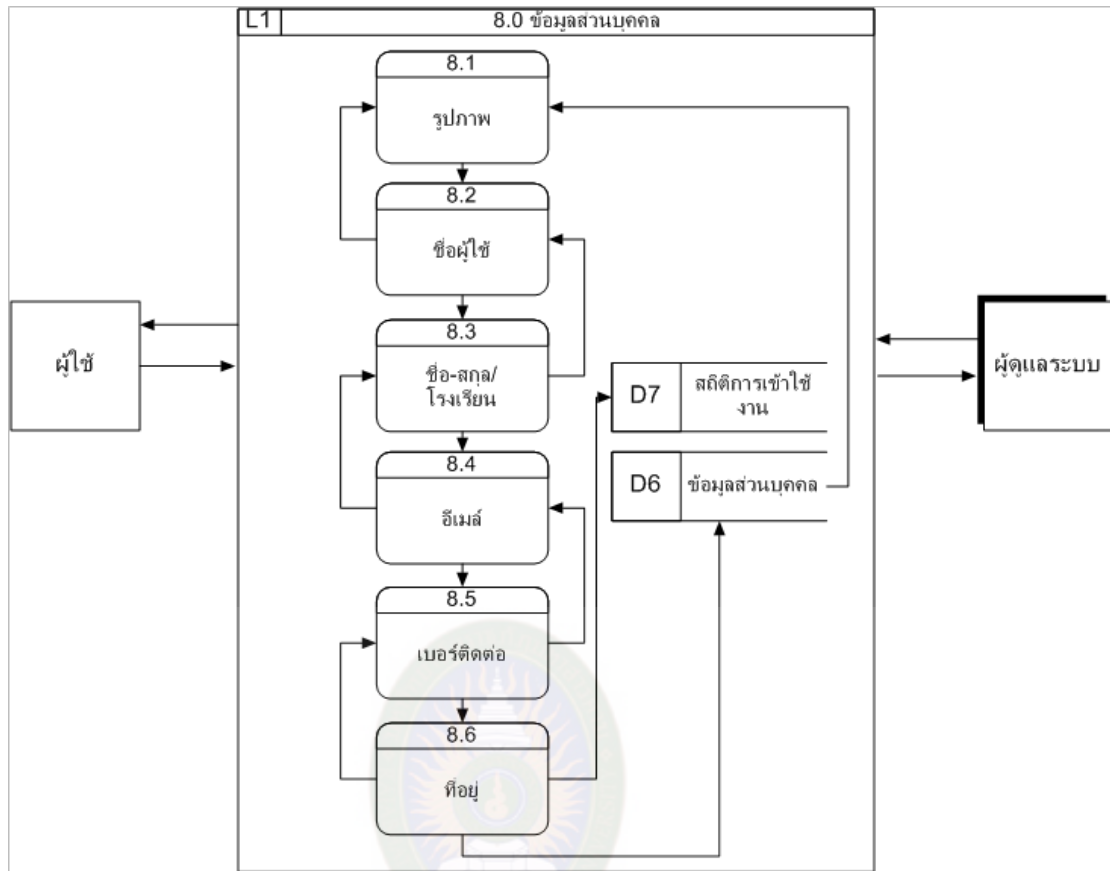 L1
8.0 ข้อมูลส่วนบุคคล
8.1
รูปภาพ
8.2
ชื่อผู้ใช้
8.3
ชื่อ-สกุล/
โรงเรียน
8.4
อีเมล์
8.5
เบอร์ติดต่อ
8.6
ที่อยู่
ผู้ใช้
D7
สถิติการเข้าใช้
งาน
D6
ข้อมูลส่วนบุคคล
ผู้ดูแลระบบ